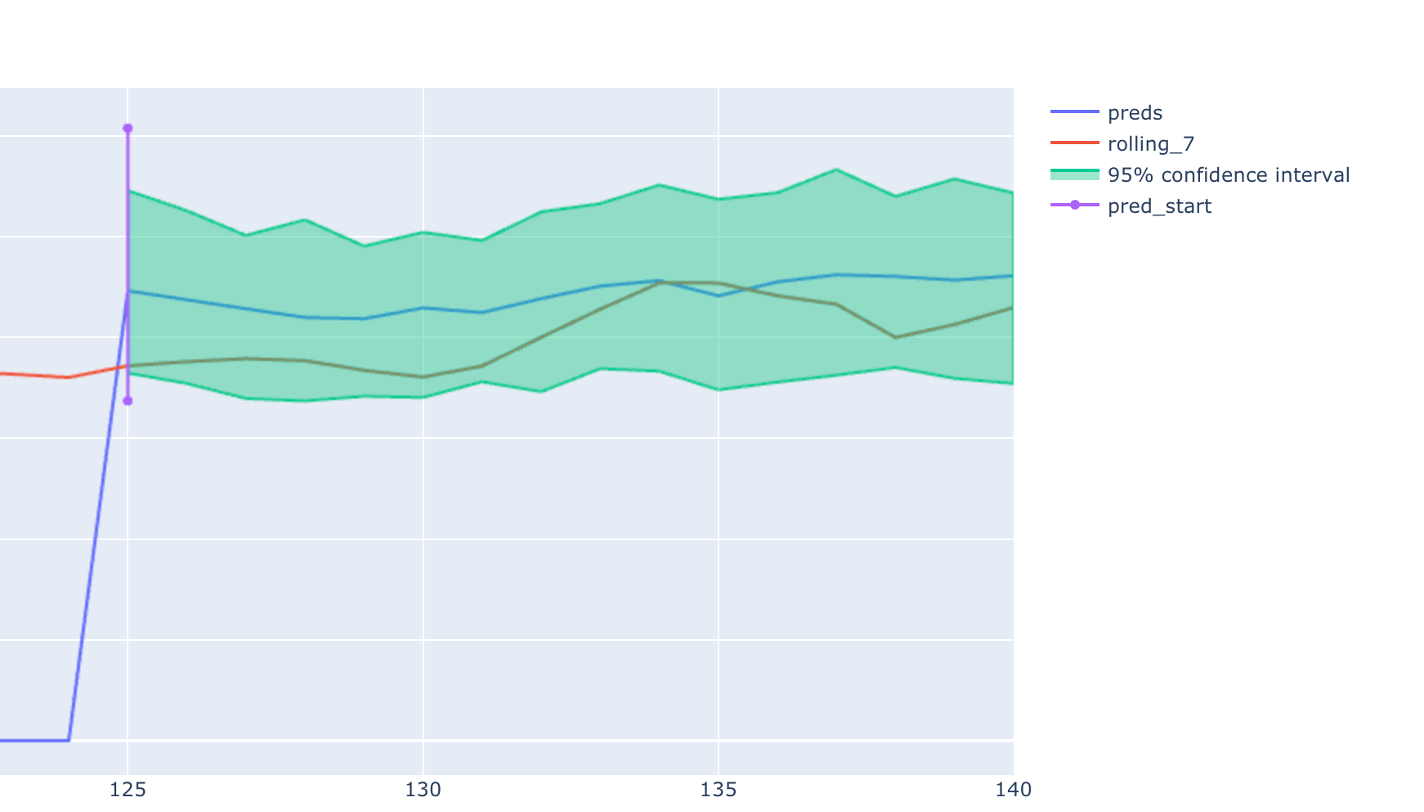 preds
rolling_7
95% confidence interval
pred_start
125
130
135
140